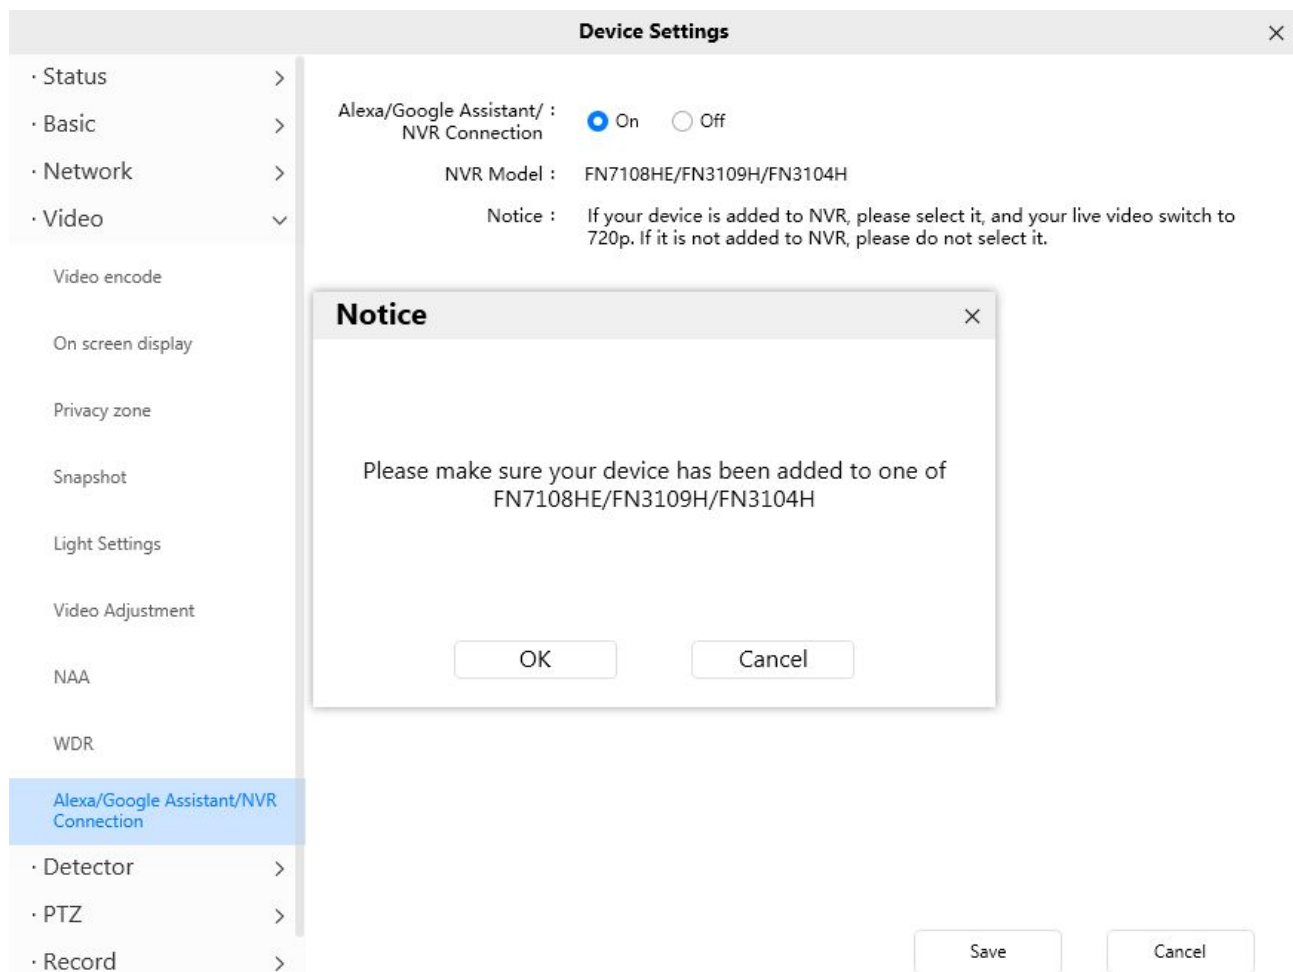 Device Settings
· Status
· Basic
· Network
· Video
Video encode
On screen display
Privacy zone
Snapshot
Light Settings
Video Adjustment
NAA
WDR
Alexa/Google Assistant/NVR
Connection
· Detector
· PTZ
· Record
Alexa/Google Assistant/ :
NVR Connection
On
Off
NVR Model :
FN7108HE/FN3109H/FN3104H
Notice :
If your device is added to NVR, please select it, and your live video switch to
720p. If it is not added to NVR, please do not select it.
Notice
Please make sure your device has been added to one of
FN7108HE/FN3109H/FN3104H
OK
Cancel
Save
Cancel